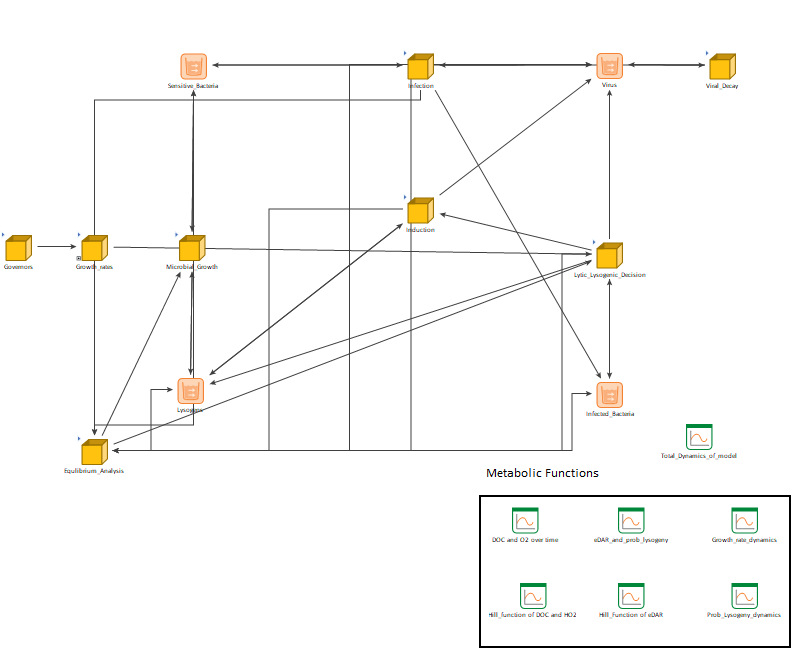 Sensitive_Bacteria
Infection
Virus
Viral_Decay
Induction
Governors
Growth_rates
Microbial_Growth
Lytic_Lysogenic_Decision
Lysogens
Infected_Bacteria
Equlibrium_Analysis
Total_Dynamics_of_model
Metabolic Functions
DOC and O2 over time
eDAR_and_prob_lysogeny
Growth_rate_dynamics
Hill_function of DOC and HO2
Hill_Function of eDAR
Prob_Lysogeny_dynamics